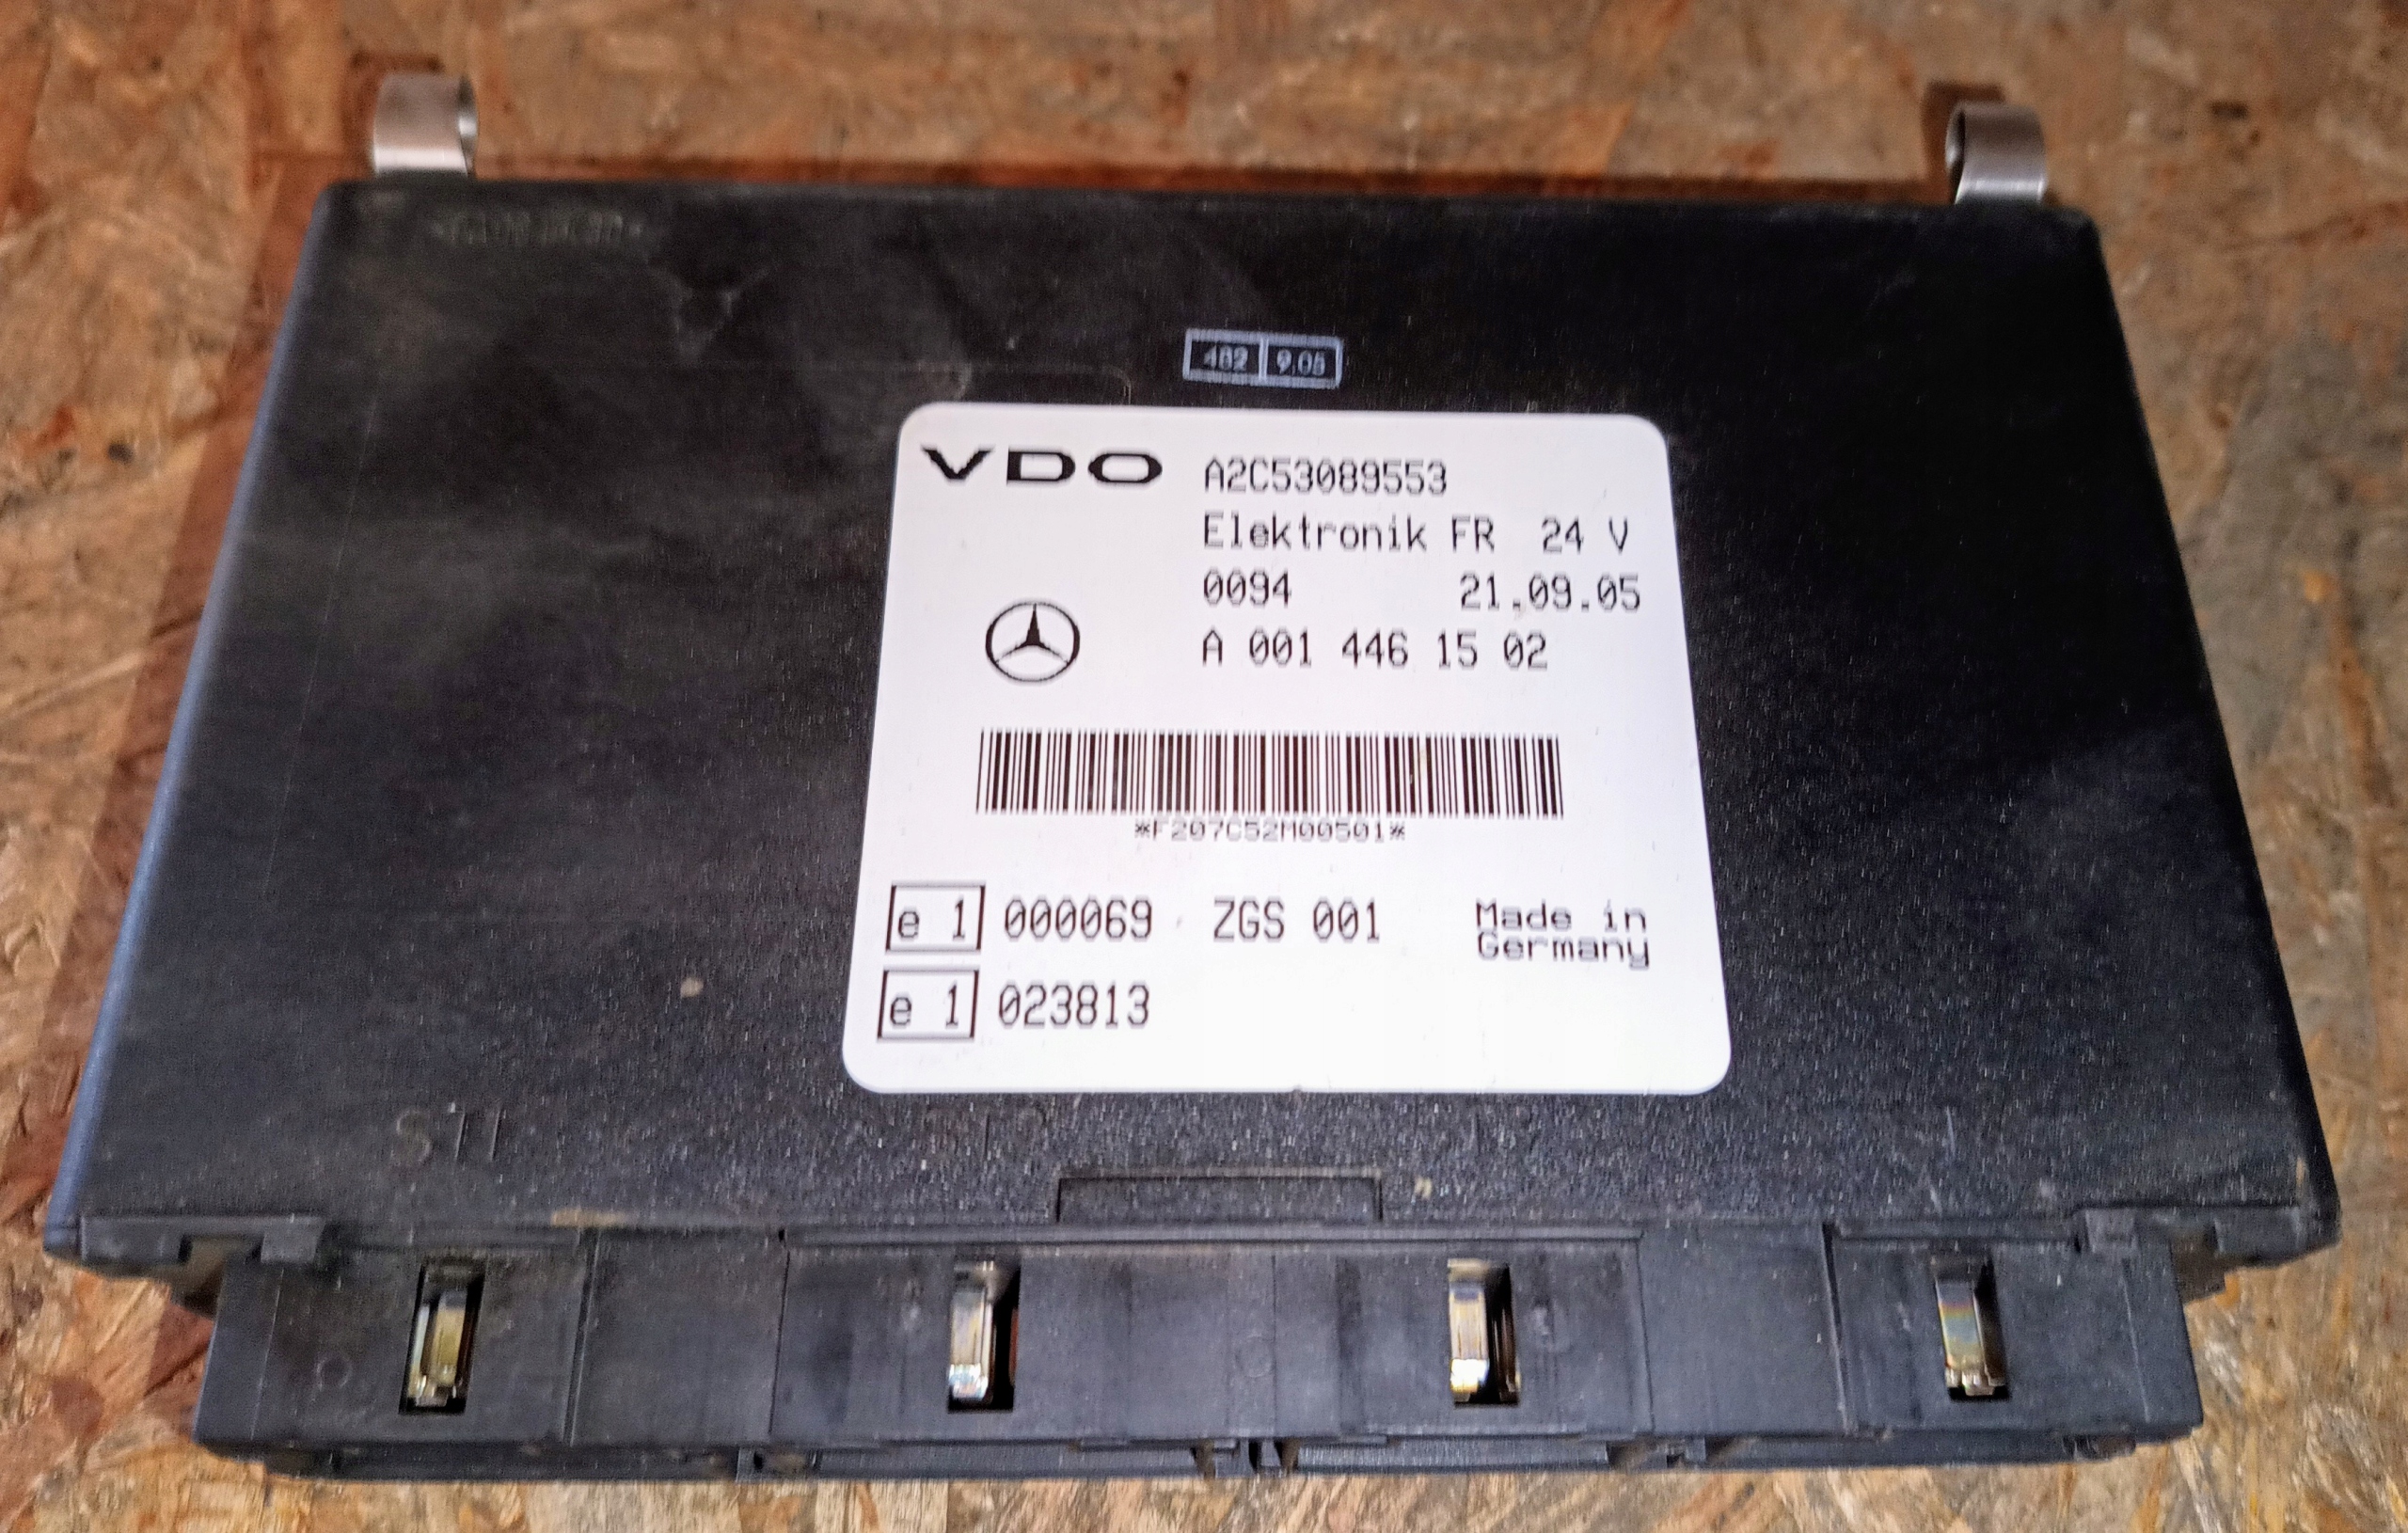 482 9.05
VDO A2C53089553
Elektronik FR 24 V
0094 21.09.05
A 001 446 15 02
*F207C52M00501*
e 1 000069 ZGS 001 Made in
Germany
e 1 023813